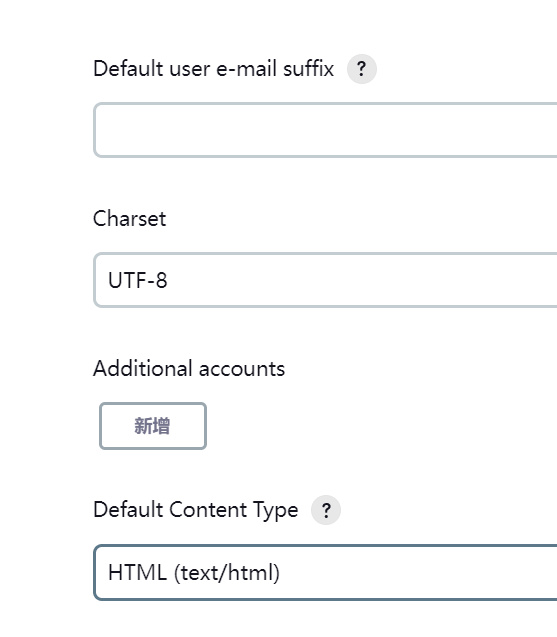 Default user e-mail suffix ?
Charset
UTF-8
Additional accounts
新增
Default Content Type ?
HTML (text/html)